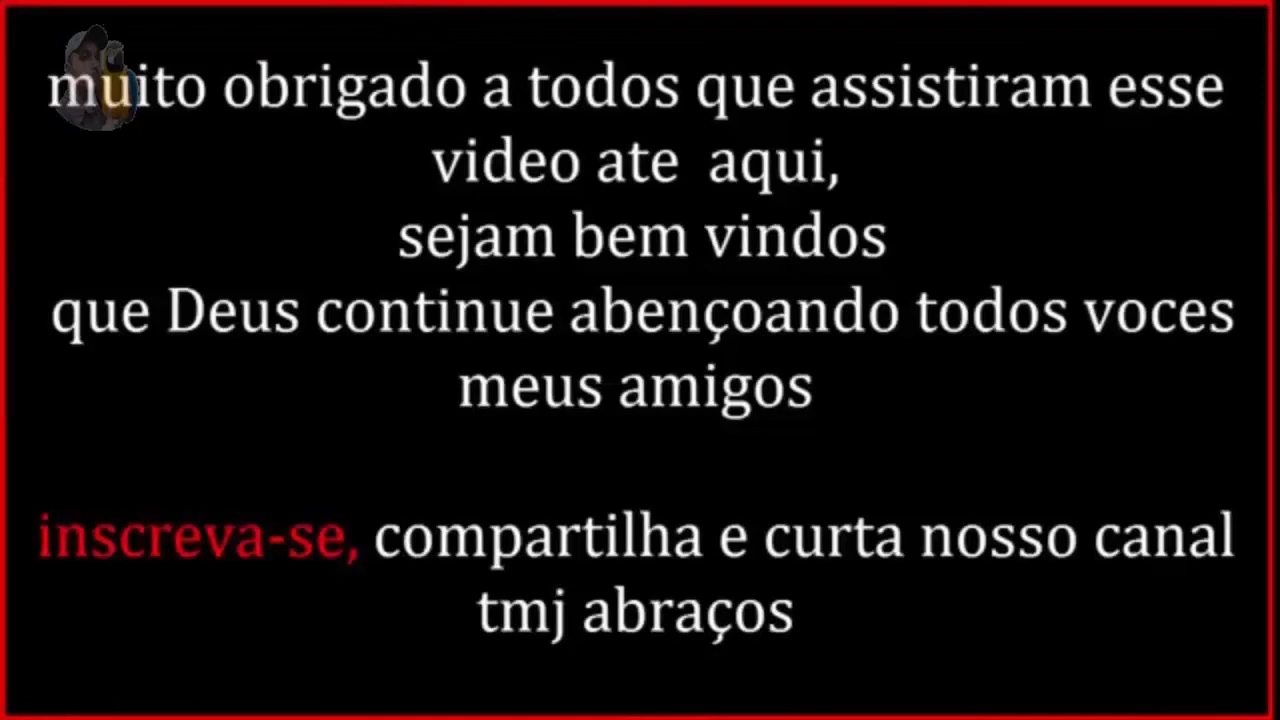 muito obrigado a todos que assistiram esse
video ate aqui,
sejam bem vindos
que Deus continue abençoando todos voces
meus amigos
inscreva-se, compartilha e curta nosso canal
tmj abraços